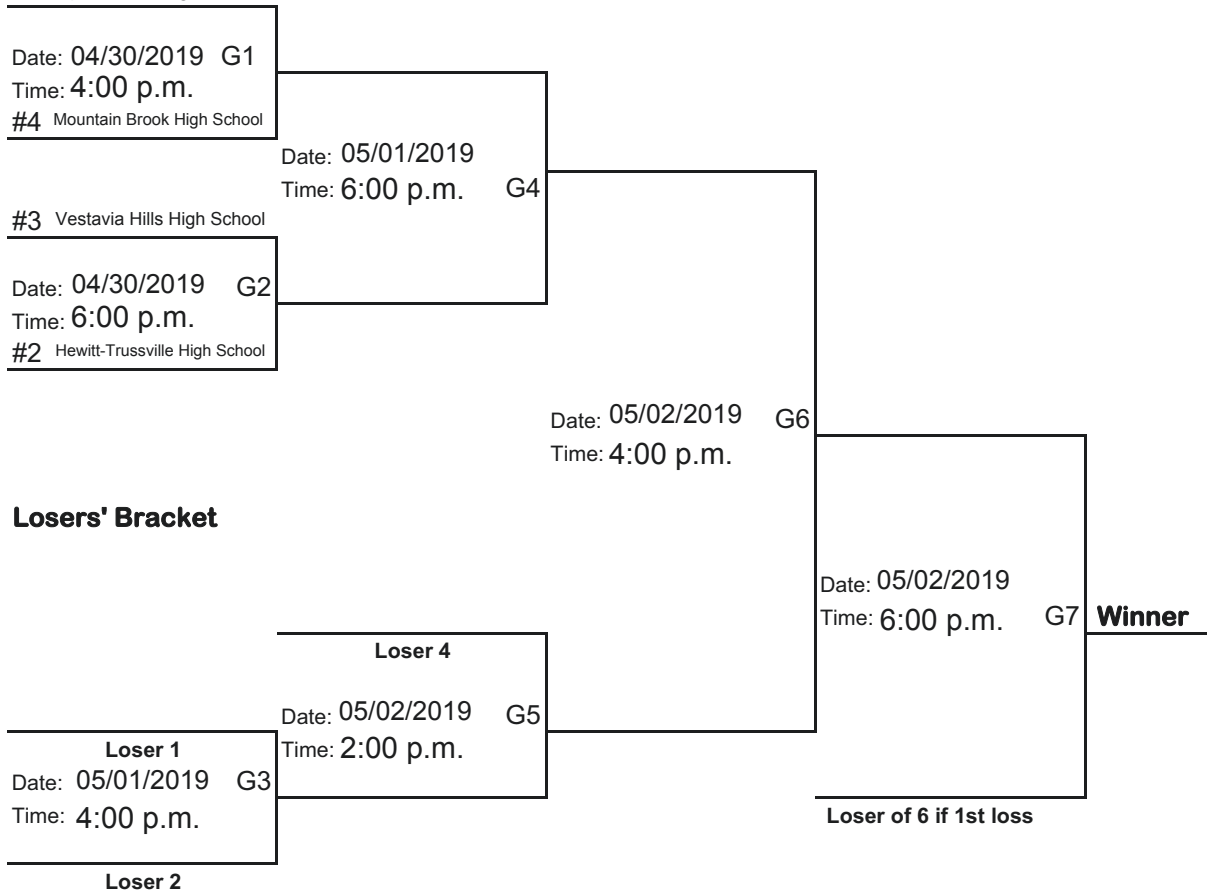 Date: 04/30/2019 G1
Time: 4:00 p.m.
#4 Mountain Brook High School
Date: 05/01/2019
Time: 6:00 p.m. G4
#3 Vestavia Hills High School
Date: 04/30/2019 G2
Time: 6:00 p.m.
#2 Hewitt-Trussville High School
Date: 05/02/2019 G6
Time: 4:00 p.m.
Losers' Bracket
Date: 05/02/2019
Time: 6:00 p.m. G7 Winner
Loser 4
Date: 05/02/2019 G5
Time: 2:00 p.m.
Loser 1
Date: 05/01/2019 G3
Time: 4:00 p.m.
Loser of 6 if 1st loss
Loser 2